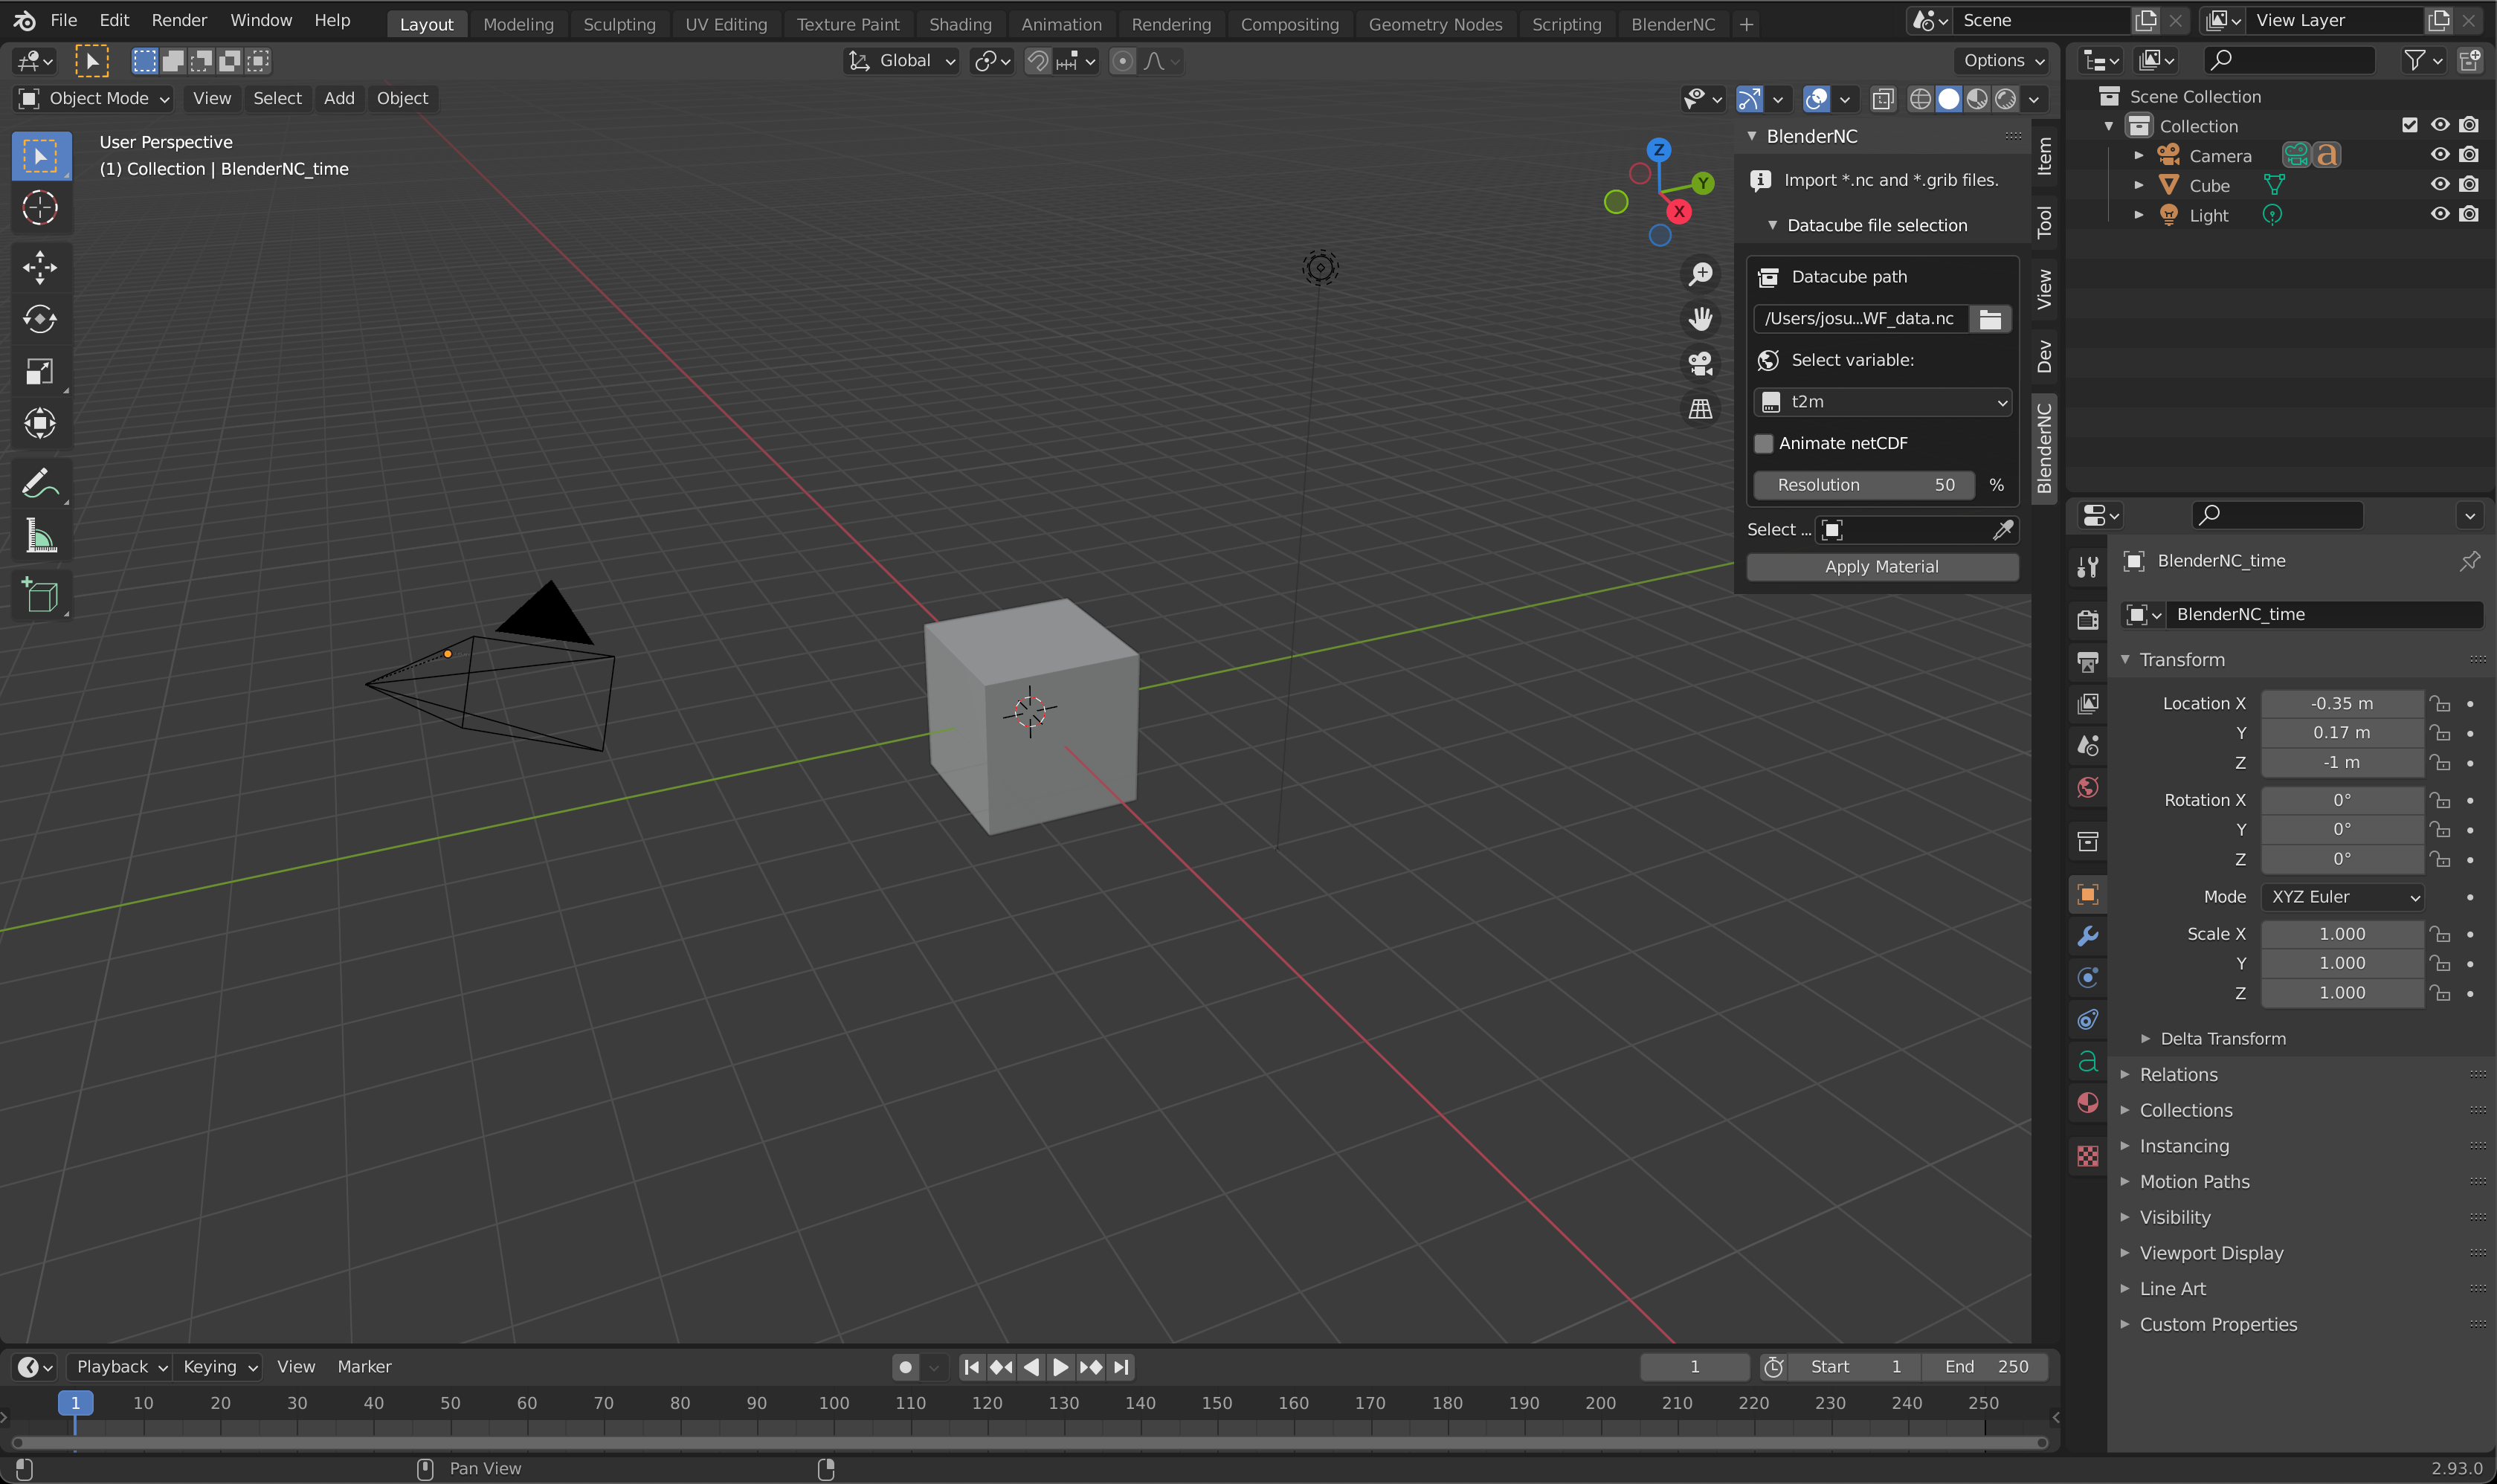 File Edit Render Window Help Layout Modeling Sculpting UV Editing Texture Paint Shading Animation Rendering Compositing Geometry Nodes Scripting BlenderNC + Scene View Layer
Global Options
Object Mode View Select Add Object
User Perspective
(1) Collection | BlenderNC_time
Z
Y
X
BlenderNC
Import *.nc and *.grib files.
Datacube file selection
Datacube path
/Users/josu...WF_data.nc
Select variable:
t2m
Animate netCDF
Resolution 50 %
Select ...
Apply Material
Item
Tool
View
Dev
BlenderNC
Scene Collection
Collection
Camera
Cube
Light
BlenderNC_time
BlenderNC_time
Transform
Location X -0.35 m
Y 0.17 m
Z -1 m
Rotation X 0°
Y 0°
Z 0°
Mode XYZ Euler
Scale X 1.000
Y 1.000
Z 1.000
Delta Transform
Relations
Collections
Instancing
Motion Paths
Visibility
Viewport Display
Line Art
Custom Properties
Playback Keying View Marker 1 Start 1 End 250
1 10 20 30 40 50 60 70 80 90 100 110 120 130 140 150 160 170 180 190 200 210 220 230 240 250
Pan View 2.93.0